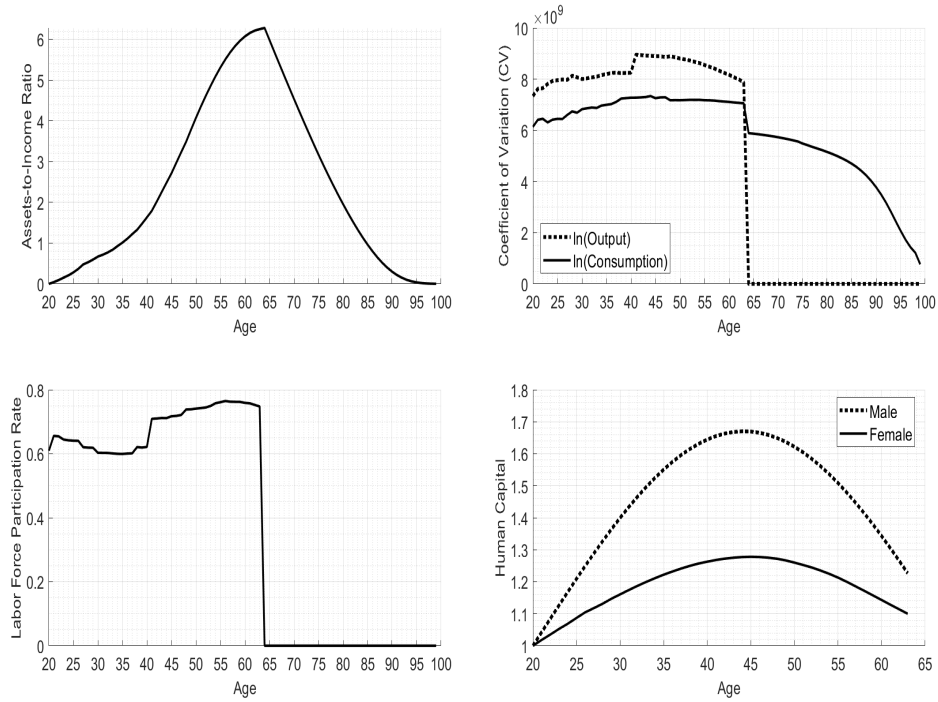 Assets-to-Income Ratio
6
5
4
3
2
1
0
20 25 30 35 40 45 50 55 60 65 70 75 80 85 90 95 100
Age
×10^9
Coefficient of Variation (CV)
10
8
6
4
2
0
ln(Output)
ln(Consumption)
20 25 30 35 40 45 50 55 60 65 70 75 80 85 90 95 100
Age
Labor Force Participation Rate
0.8
0.6
0.4
0.2
0
20 25 30 35 40 45 50 55 60 65 70 75 80 85 90 95 100
Age
Human Capital
1.8
1.7
1.6
1.5
1.4
1.3
1.2
1.1
1
Male
Female
20 25 30 35 40 45 50 55 60 65
Age